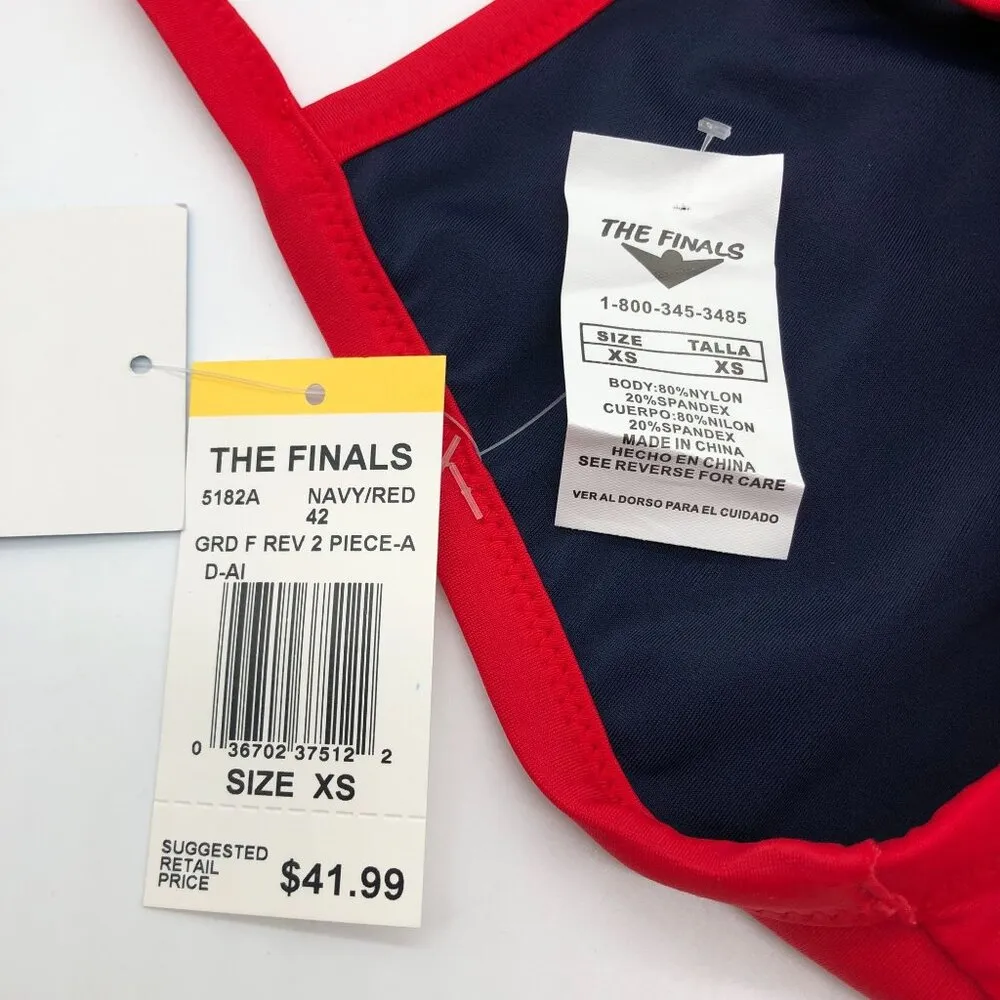 THE FINALS
1-800-345-3485
SIZE TALLA
XS XS
BODY:80%NYLON
20%SPANDEX
CUERPO:80%NILON
20%SPANDEX
MADE IN CHINA
HECHO EN CHINA
SEE REVERSE FOR CARE
VER AL DORSO PARA EL CUIDADO
THE FINALS
5182A NAVY/RED
42
GRD F REV 2 PIECE-A
D-AI
0 36702 37512 2
SIZE XS
SUGGESTED
RETAIL
PRICE
$41.99